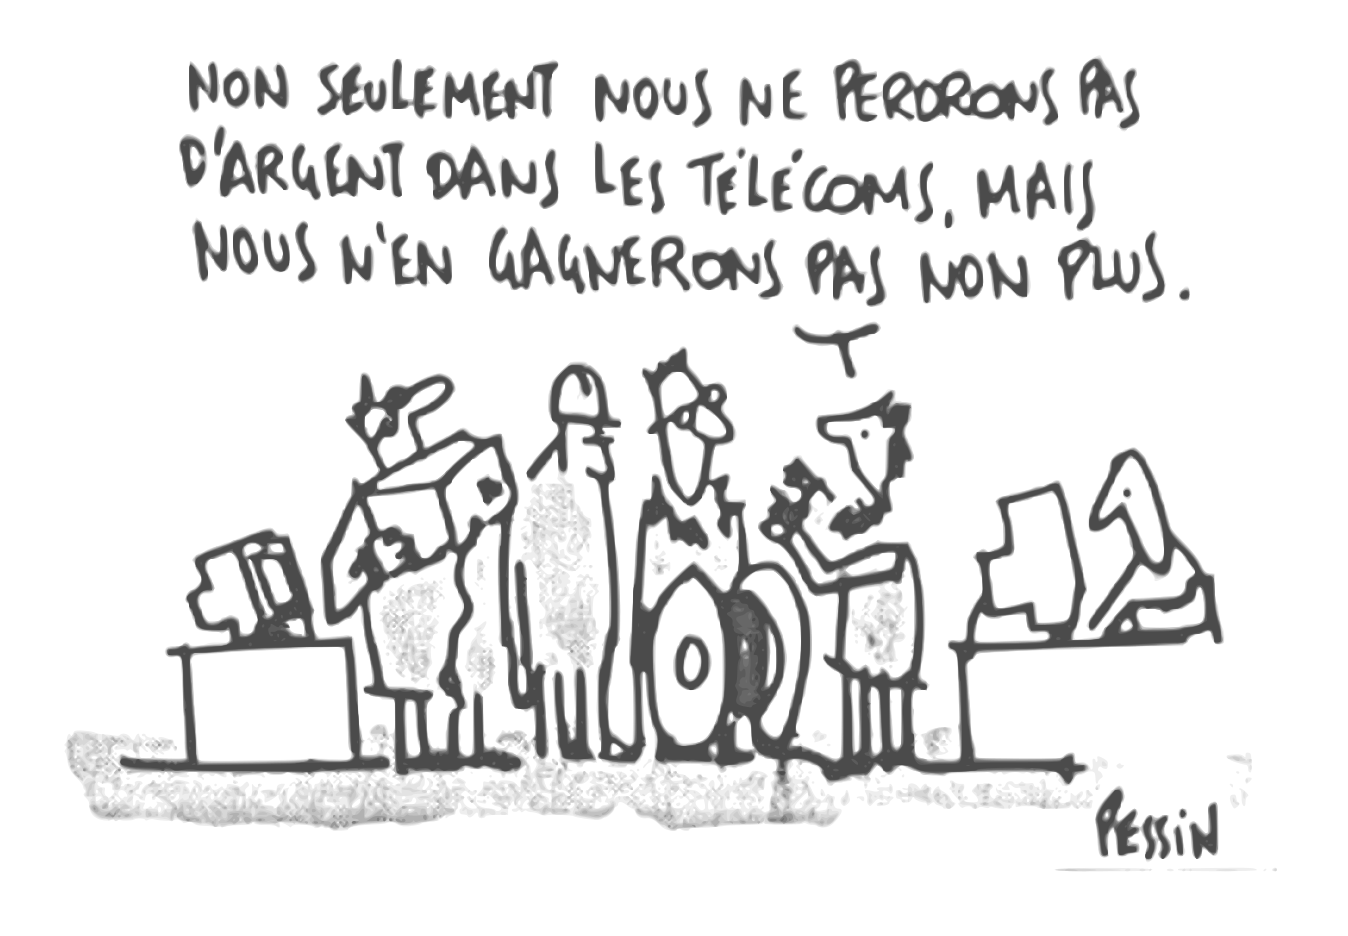 NON SEULEMENT NOUS NE PERDRONS PAS
D'ARGENT DANS LES TÉLÉCOMS, MAIS
NOUS N'EN GAGNERONS PAS NON PLUS.
PESSIN